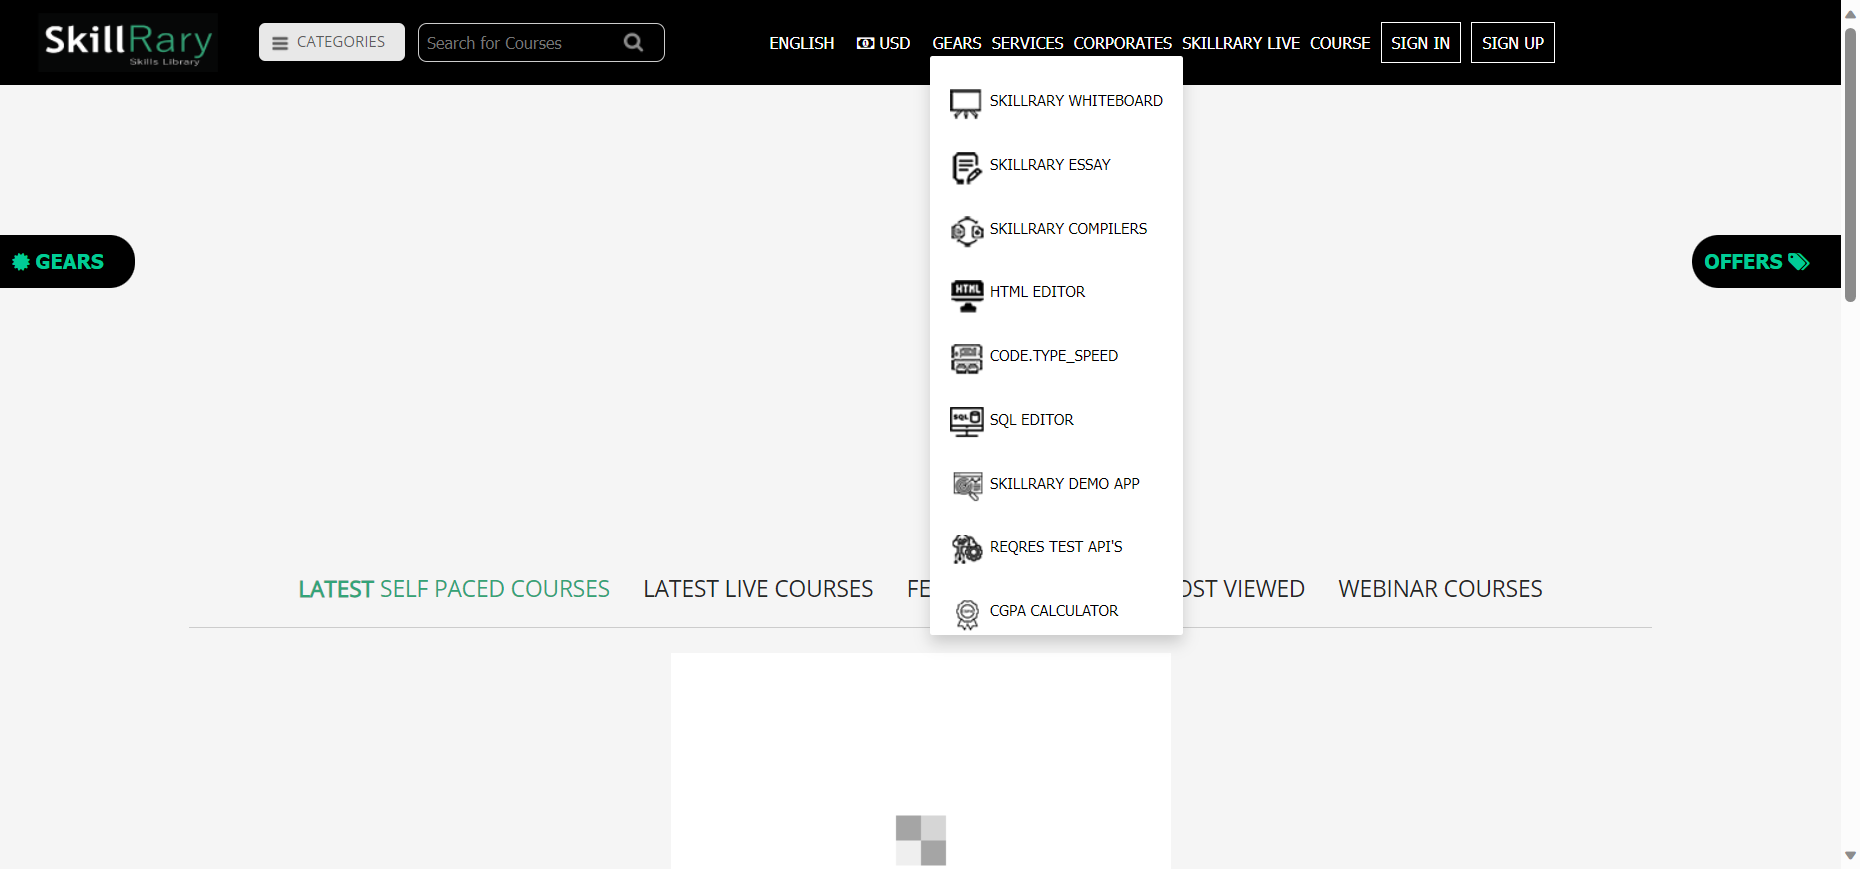 SkillRary
Skills Library
CATEGORIES
Search for Courses
ENGLISH
USD
GEARS
SERVICES
CORPORATES
SKILLRARY LIVE
COURSE
SIGN IN
SIGN UP
SKILLRARY WHITEBOARD
SKILLRARY ESSAY
SKILLRARY COMPILERS
HTML
HTML EDITOR
CODE.TYPE_SPEED
SQL
SQL EDITOR
SKILLRARY DEMO APP
REQRES TEST API'S
CGPA CALCULATOR
GEARS
OFFERS
LATEST SELF PACED COURSES
LATEST LIVE COURSES
FE
OST VIEWED
WEBINAR COURSES